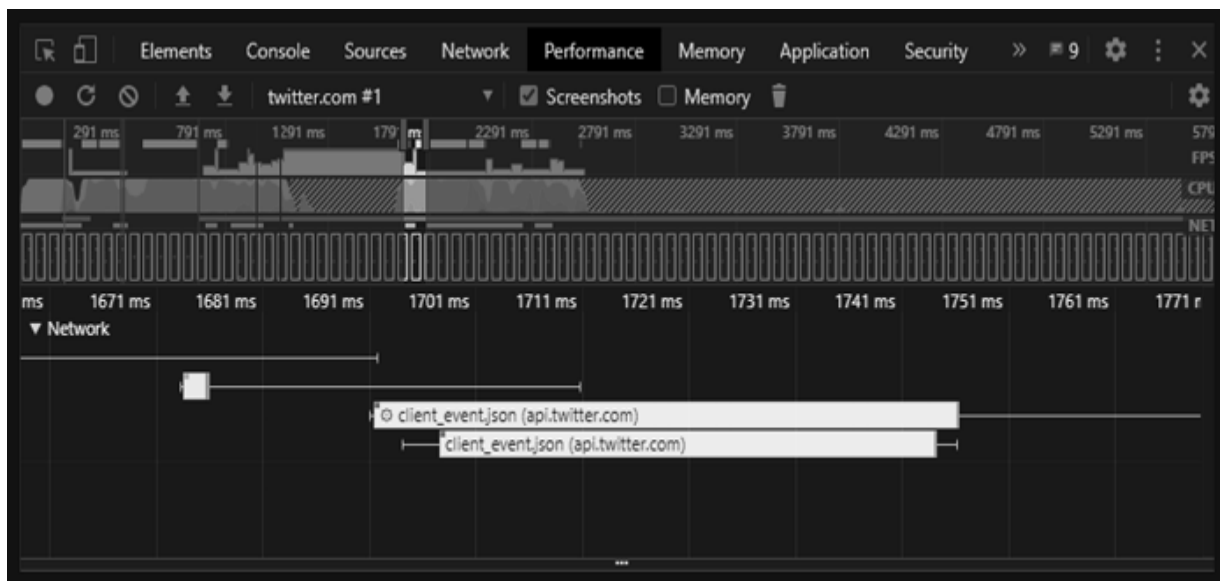 Elements Console Sources Network Performance Memory Application Security » 9
twitter.com #1 Screenshots Memory
291 ms 791 ms 1291 ms 179 m 2291 ms 2791 ms 3291 ms 3791 ms 4291 ms 4791 ms 5291 ms 579
FPS
CPU
NET
ms 1671 ms 1681 ms 1691 ms 1701 ms 1711 ms 1721 ms 1731 ms 1741 ms 1751 ms 1761 ms 1771 r
▼ Network
client_event.json (api.twitter.com)
client_event.json (api.twitter.com)
...